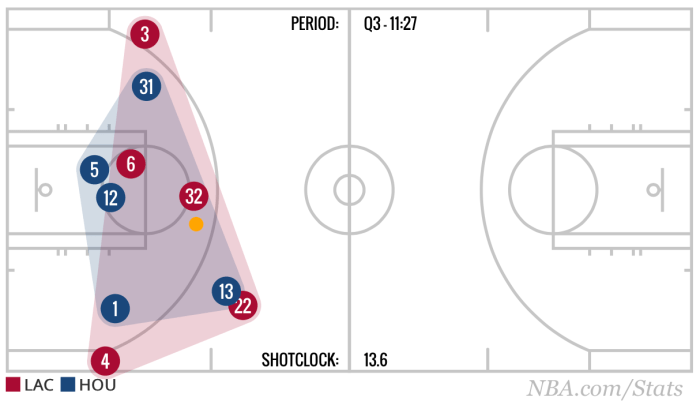 PERIOD: Q3 - 11:27
3
31
5
6
12
32
13
22
1
4
SHOTCLOCK: 13.6
LAC HOU
NBA.com/Stats